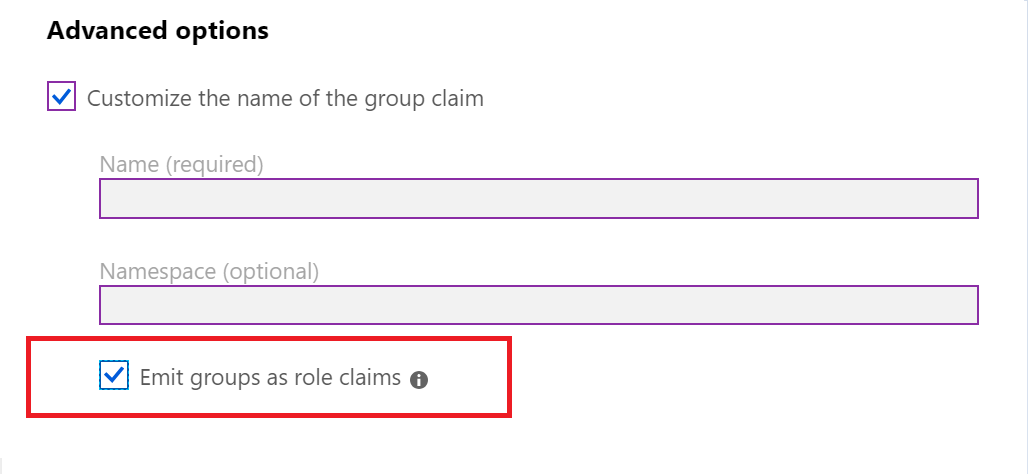 Advanced options
Customize the name of the group claim
Name (required)
Namespace (optional)
Emit groups as role claims